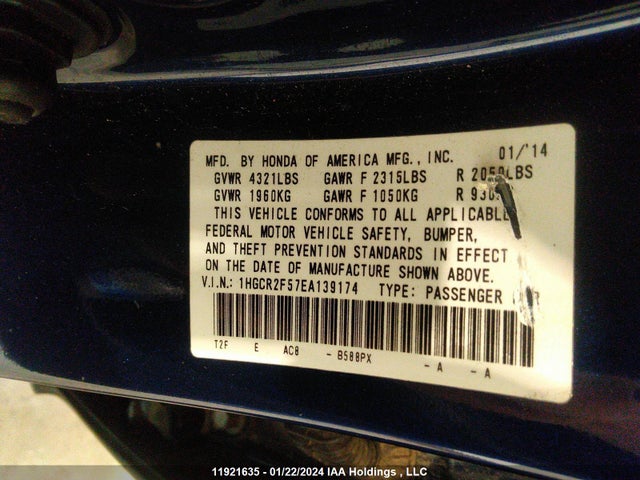 MFD. BY HONDA OF AMERICA MFG., INC. 01/'14
GVWR 4321LBS GAWR F 2315LBS R 2050LBS
GVWR 1960KG GAWR F 1050KG R
THIS VEHICLE CONFORMS TO ALL APPLICABLE
FEDERAL MOTOR VEHICLE SAFETY, BUMPER,
AND THEFT PREVENTION STANDARDS IN EFFECT
ON THE DATE OF MANUFACTURE SHOWN ABOVE.
V.I.N.: 1HGCR2F57EA139174 TYPE: PASSENGER
T2F E AC0 - B588PX - A - A
11921635 - 01/22/2024 IAA Holdings , LLC